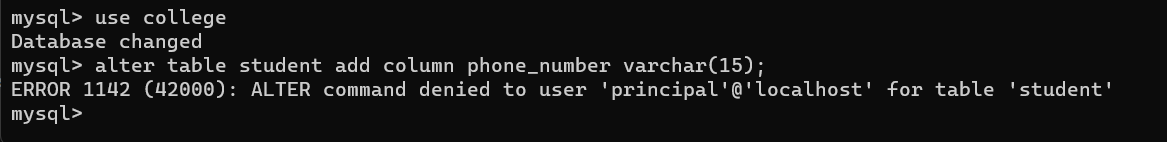 mysql> use college
Database changed
mysql> alter table student add column phone_number varchar(15);
ERROR 1142 (42000): ALTER command denied to user 'principal'@'localhost' for table 'student'
mysql>